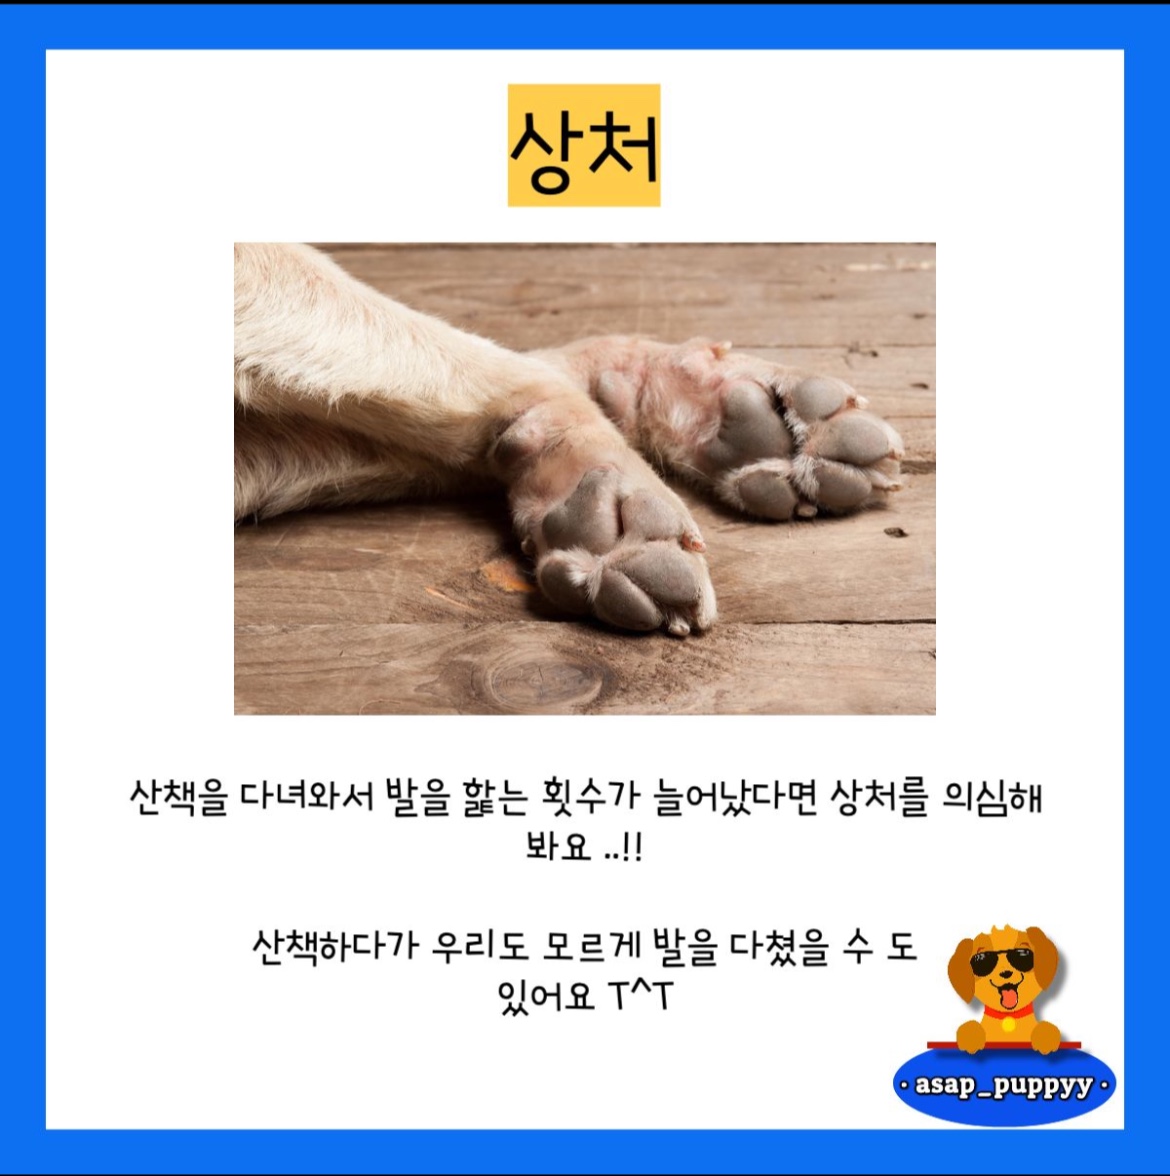 상처
산책을 다녀와서 발을 핥는 횟수가 늘어났다면 상처를 의심해
봐요 ..!!
산책하다가 우리도 모르게 발을 다쳤을 수 도
있어요 T^T
· asap_puppyy ·